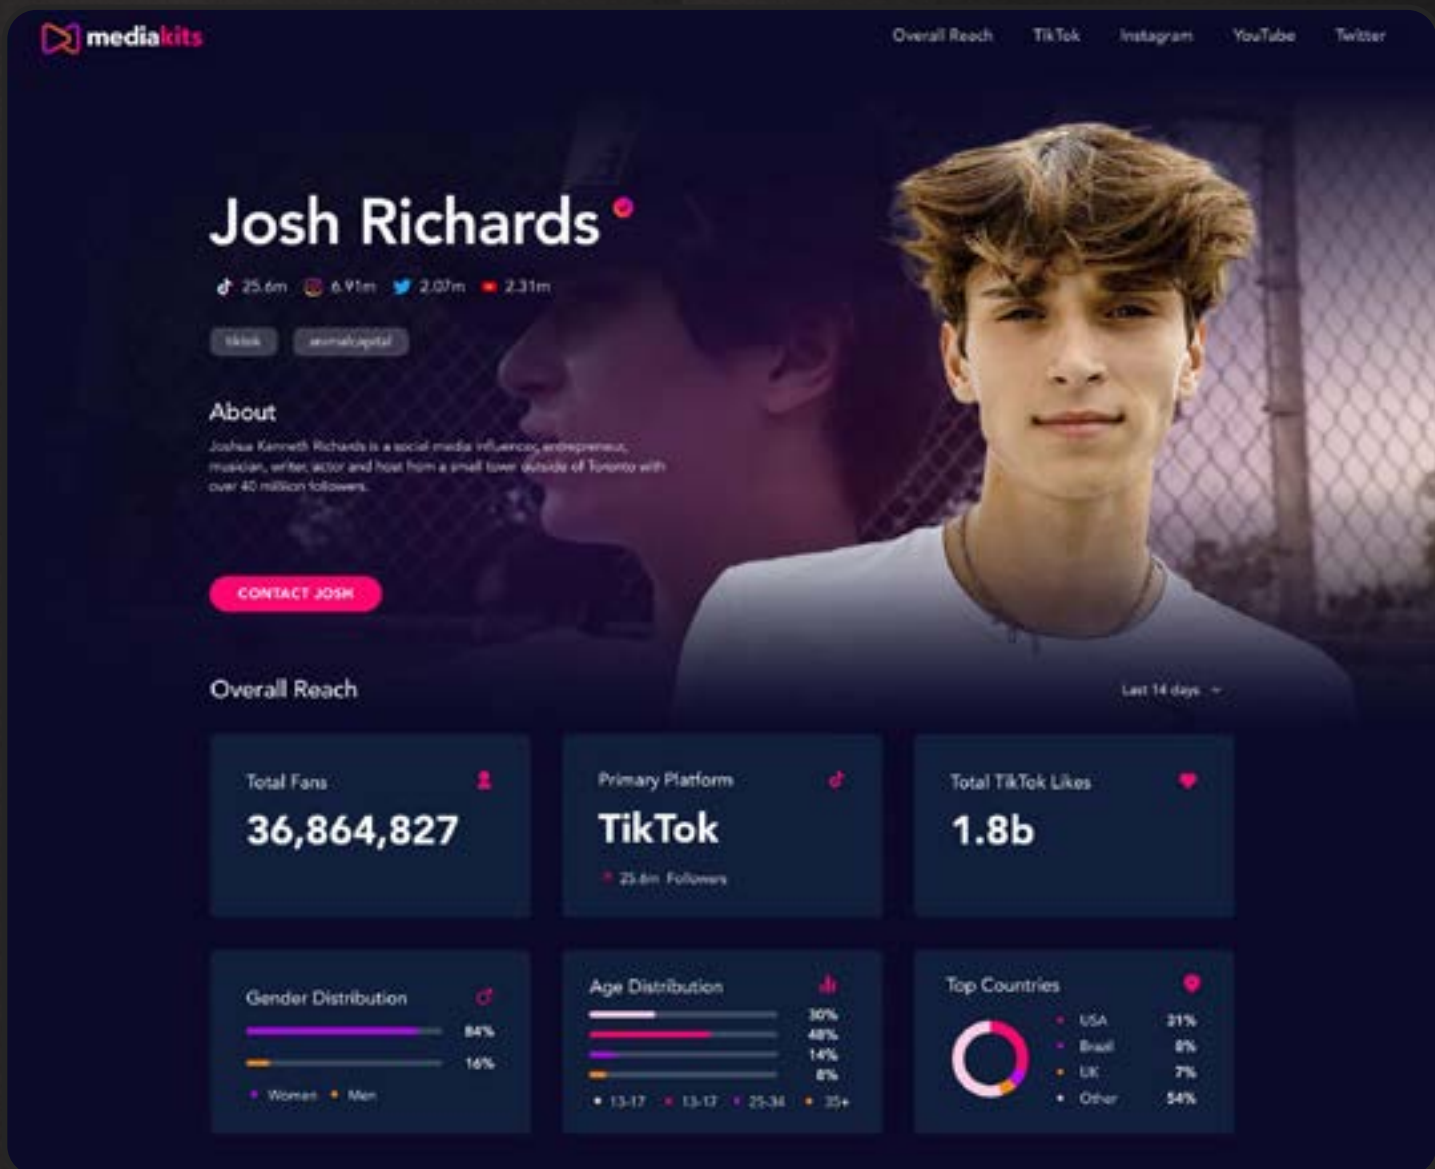 mediakits
Overall Reach TikTok Instagram YouTube Twitter
Josh Richards
25.6m 6.91m 2.07m 2.31m
tiktok animalcapital
About
Joshua Kenneth Richards is a social media influencer, entrepreneur,
musician, writer, actor and host from a small town outside of Toronto with
over 40 million followers.
CONTACT JOSH
Overall Reach
Last 14 days
Total Fans
36,864,827
Primary Platform
TikTok
25.6m Followers
Total TikTok Likes
1.8b
Gender Distribution
84%
16%
Women Men
Age Distribution
30%
48%
14%
8%
13-17 13-17 25-34 35+
Top Countries
USA 31%
Brazil 8%
UK 7%
Other 54%